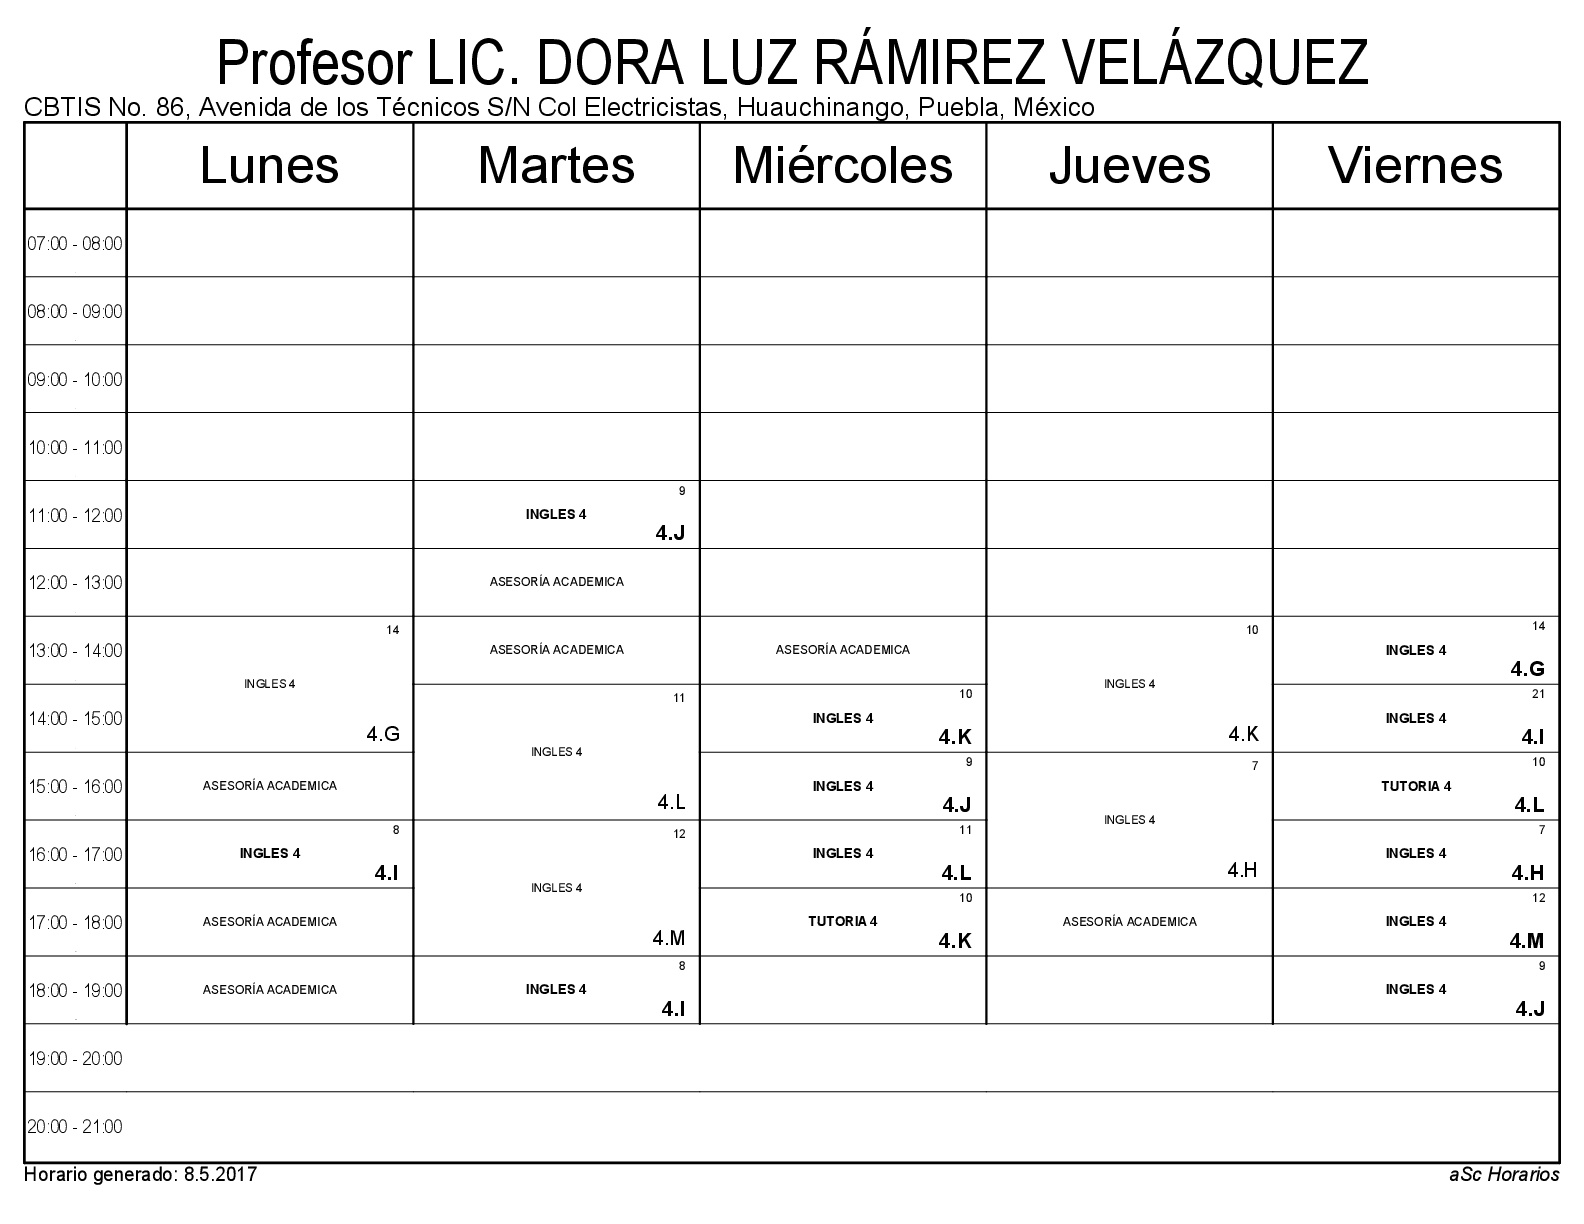 Profesor LIC. DORA LUZ RÁMIREZ VELÁZQUEZ
CBTIS No. 86, Avenida de los Técnicos S/N Col Electricistas, Huauchinango, Puebla, México
Lunes Martes Miércoles Jueves Viernes
07:00 - 08:00
08:00 - 09:00
09:00 - 10:00
10:00 - 11:00
9
11:00 - 12:00 INGLES 4
4.J
12:00 - 13:00 ASESORÍA ACADEMICA
14 10 14
13:00 - 14:00 ASESORÍA ACADEMICA ASESORÍA ACADEMICA INGLES 4
4.G
INGLES 4 INGLES 4
11 10 21
14:00 - 15:00 INGLES 4 INGLES 4
4.G 4.K 4.K 4.I
INGLES 4
9 7 10
15:00 - 16:00 ASESORÍA ACADEMICA INGLES 4 TUTORIA 4
4.L 4.J 4.L
INGLES 4
8 12 11 7
16:00 - 17:00 INGLES 4 INGLES 4 INGLES 4
4.I 4.L 4.H 4.H
INGLES 4
10 12
17:00 - 18:00 ASESORÍA ACADEMICA TUTORIA 4 ASESORÍA ACADEMICA INGLES 4
4.M 4.K 4.M
8 9
18:00 - 19:00 ASESORÍA ACADEMICA INGLES 4 INGLES 4
4.I 4.J
19:00 - 20:00
20:00 - 21:00
Horario generado: 8.5.2017 aSc Horarios